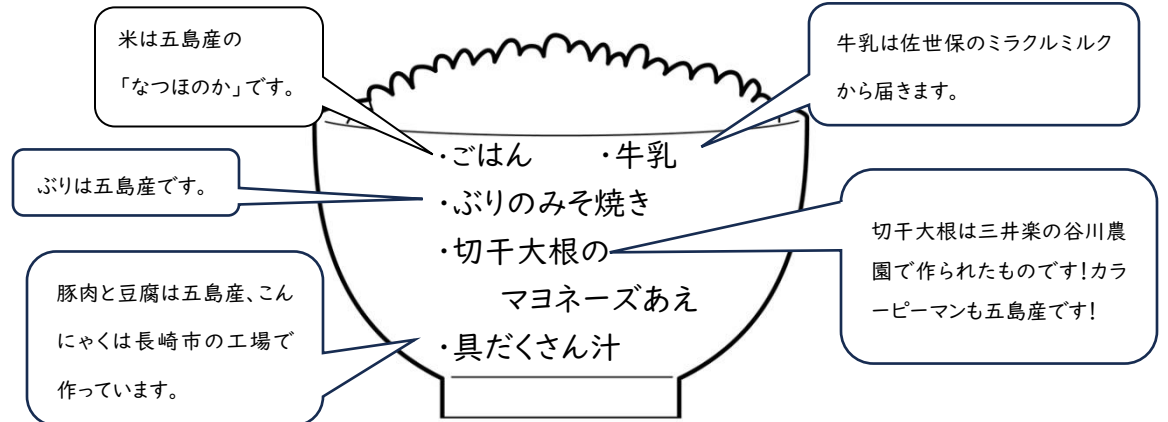 米は五島産の
「なつほのか」です。
牛乳は佐世保のミラクルミルク
から届きます。
・ごはん　・牛乳
ぶりは五島産です。
・ぶりのみそ焼き
・切干大根の
マヨネーズあえ
切干大根は三井楽の谷川農
園で作られたものです!カラ
ーピーマンも五島産です!
豚肉と豆腐は五島産、こん
にゃくは長崎市の工場で
作っています。
・具だくさん汁